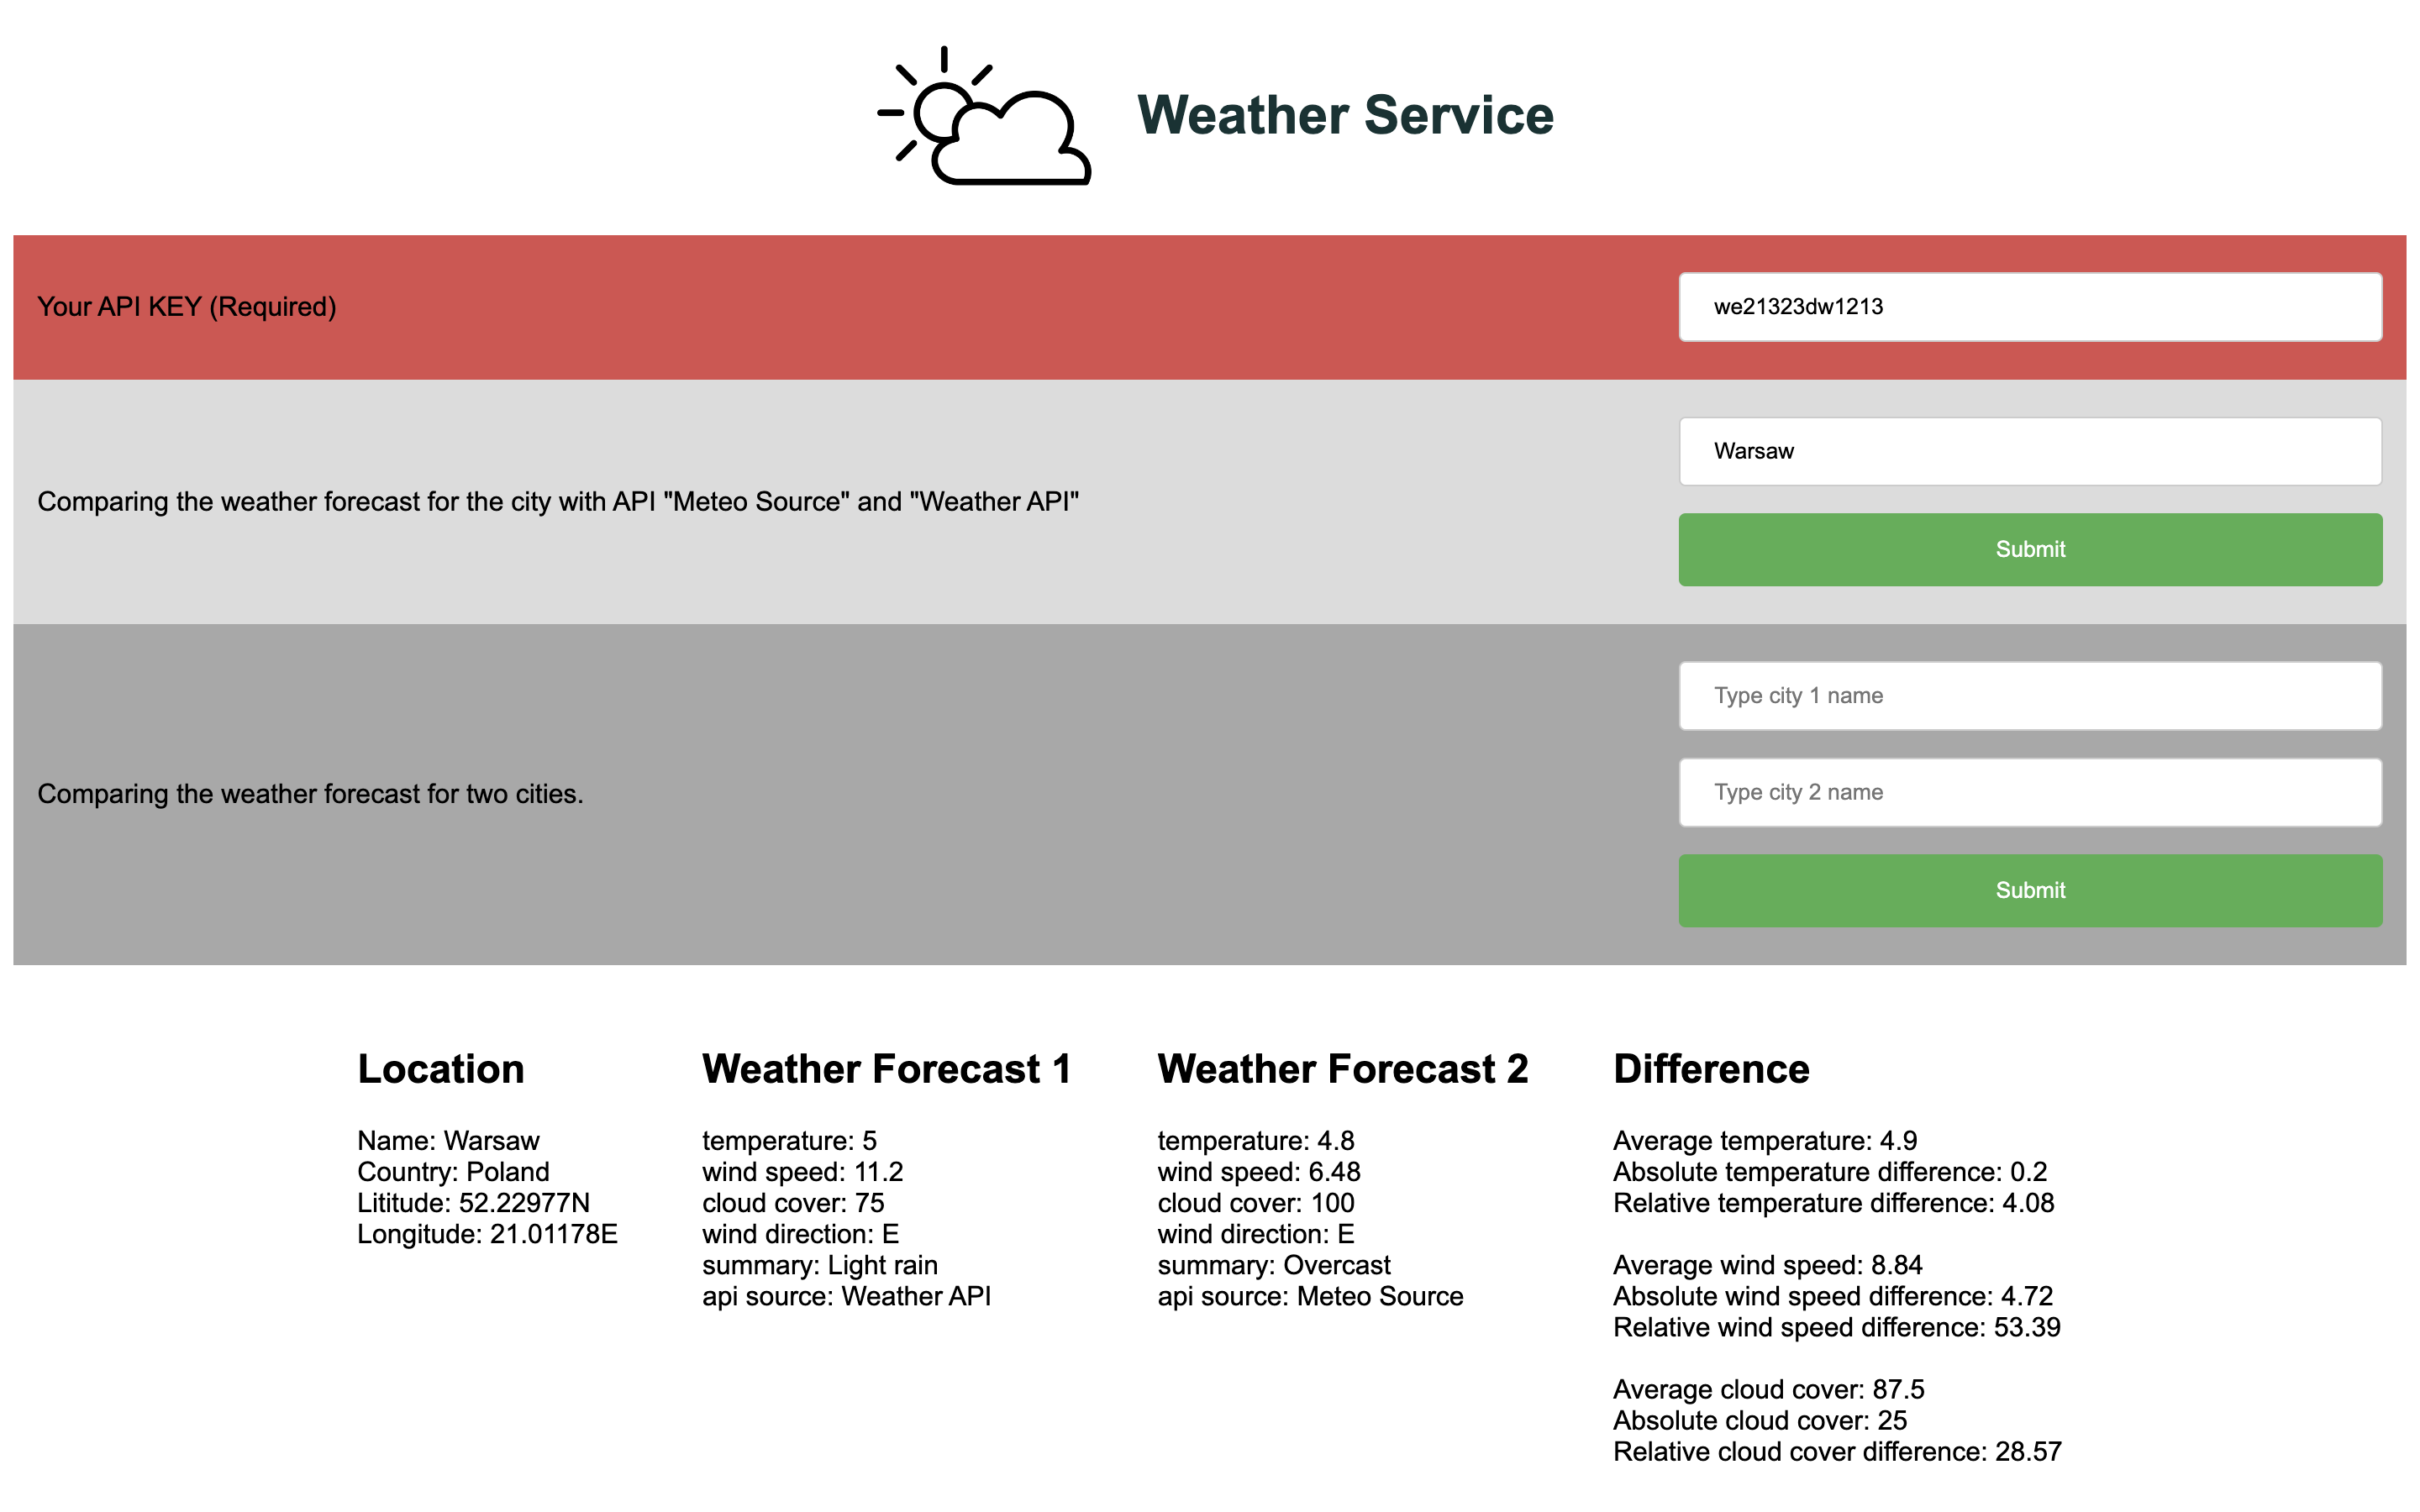 Weather Service
Your API KEY (Required)
we21323dw1213
Comparing the weather forecast for the city with API "Meteo Source" and "Weather API"
Warsaw
Submit
Comparing the weather forecast for two cities.
Type city 1 name
Type city 2 name
Submit
Location
Name: Warsaw
Country: Poland
Lititude: 52.22977N
Longitude: 21.01178E
Weather Forecast 1
temperature: 5
wind speed: 11.2
cloud cover: 75
wind direction: E
summary: Light rain
api source: Weather API
Weather Forecast 2
temperature: 4.8
wind speed: 6.48
cloud cover: 100
wind direction: E
summary: Overcast
api source: Meteo Source
Difference
Average temperature: 4.9
Absolute temperature difference: 0.2
Relative temperature difference: 4.08
Average wind speed: 8.84
Absolute wind speed difference: 4.72
Relative wind speed difference: 53.39
Average cloud cover: 87.5
Absolute cloud cover: 25
Relative cloud cover difference: 28.57